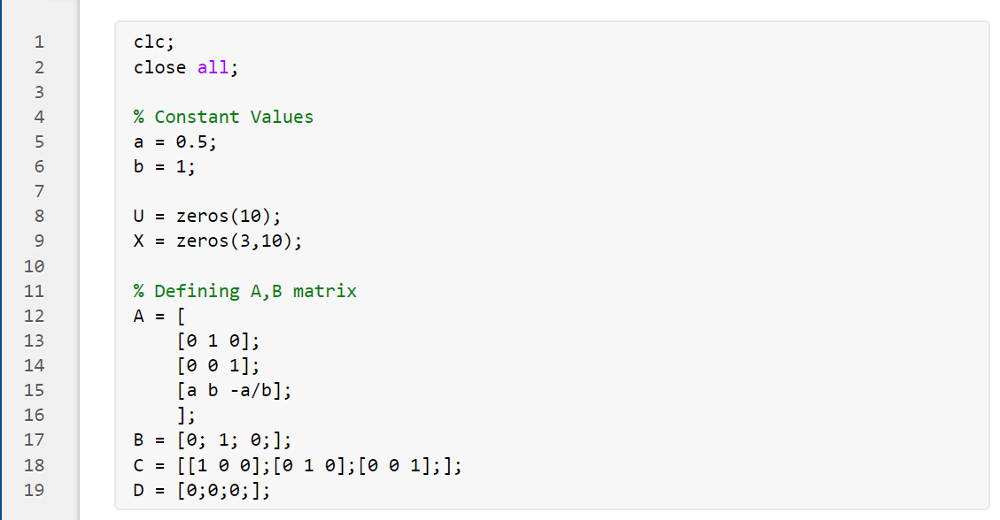 1 clc;
2 close all;
3
4 % Constant Values
5 a = 0.5;
6 b = 1;
7
8 U = zeros(10);
9 X = zeros(3,10);
10
11 % Defining A,B matrix
12 A = [
13     [0 1 0];
14     [0 0 1];
15     [a b -a/b];
16     ];
17 B = [0; 1; 0;];
18 C = [[1 0 0];[0 1 0];[0 0 1];];
19 D = [0;0;0;];